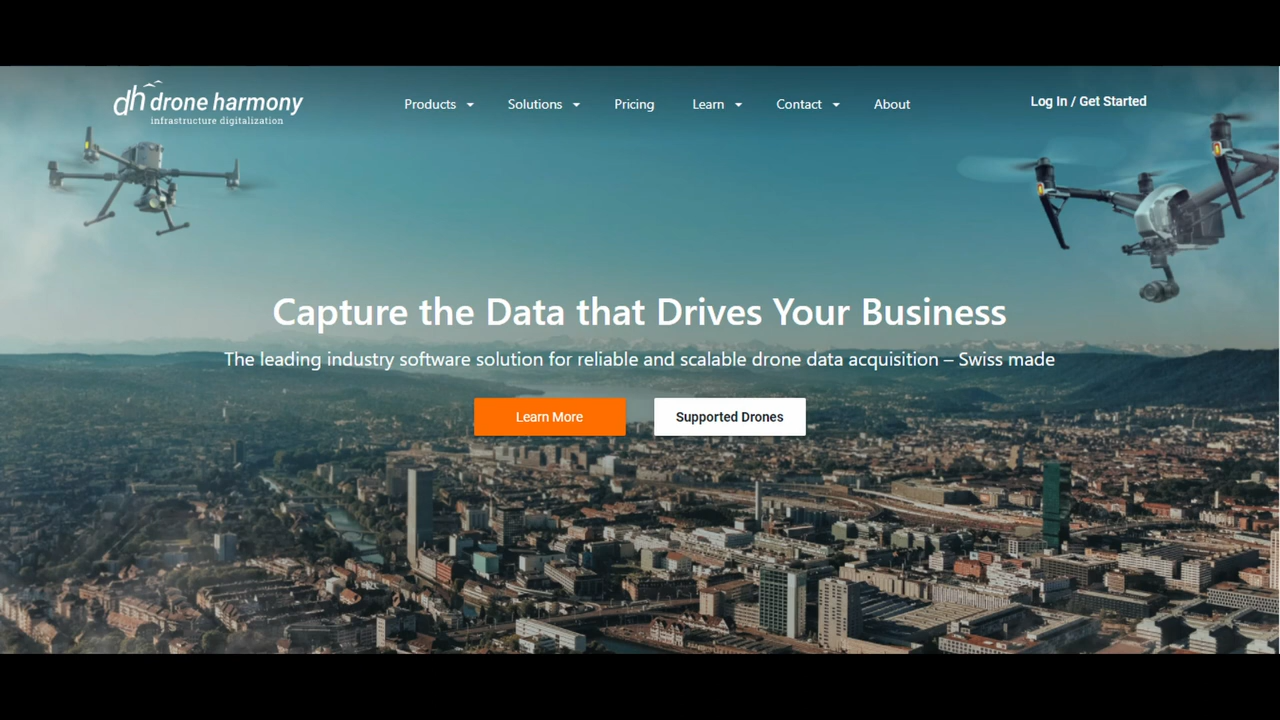 dh drone harmony
infrastructure digitalization
Products
Solutions
Pricing
Learn
Contact
About
Log In / Get Started
Capture the Data that Drives Your Business
The leading industry software solution for reliable and scalable drone data acquisition – Swiss made
Learn More
Supported Drones